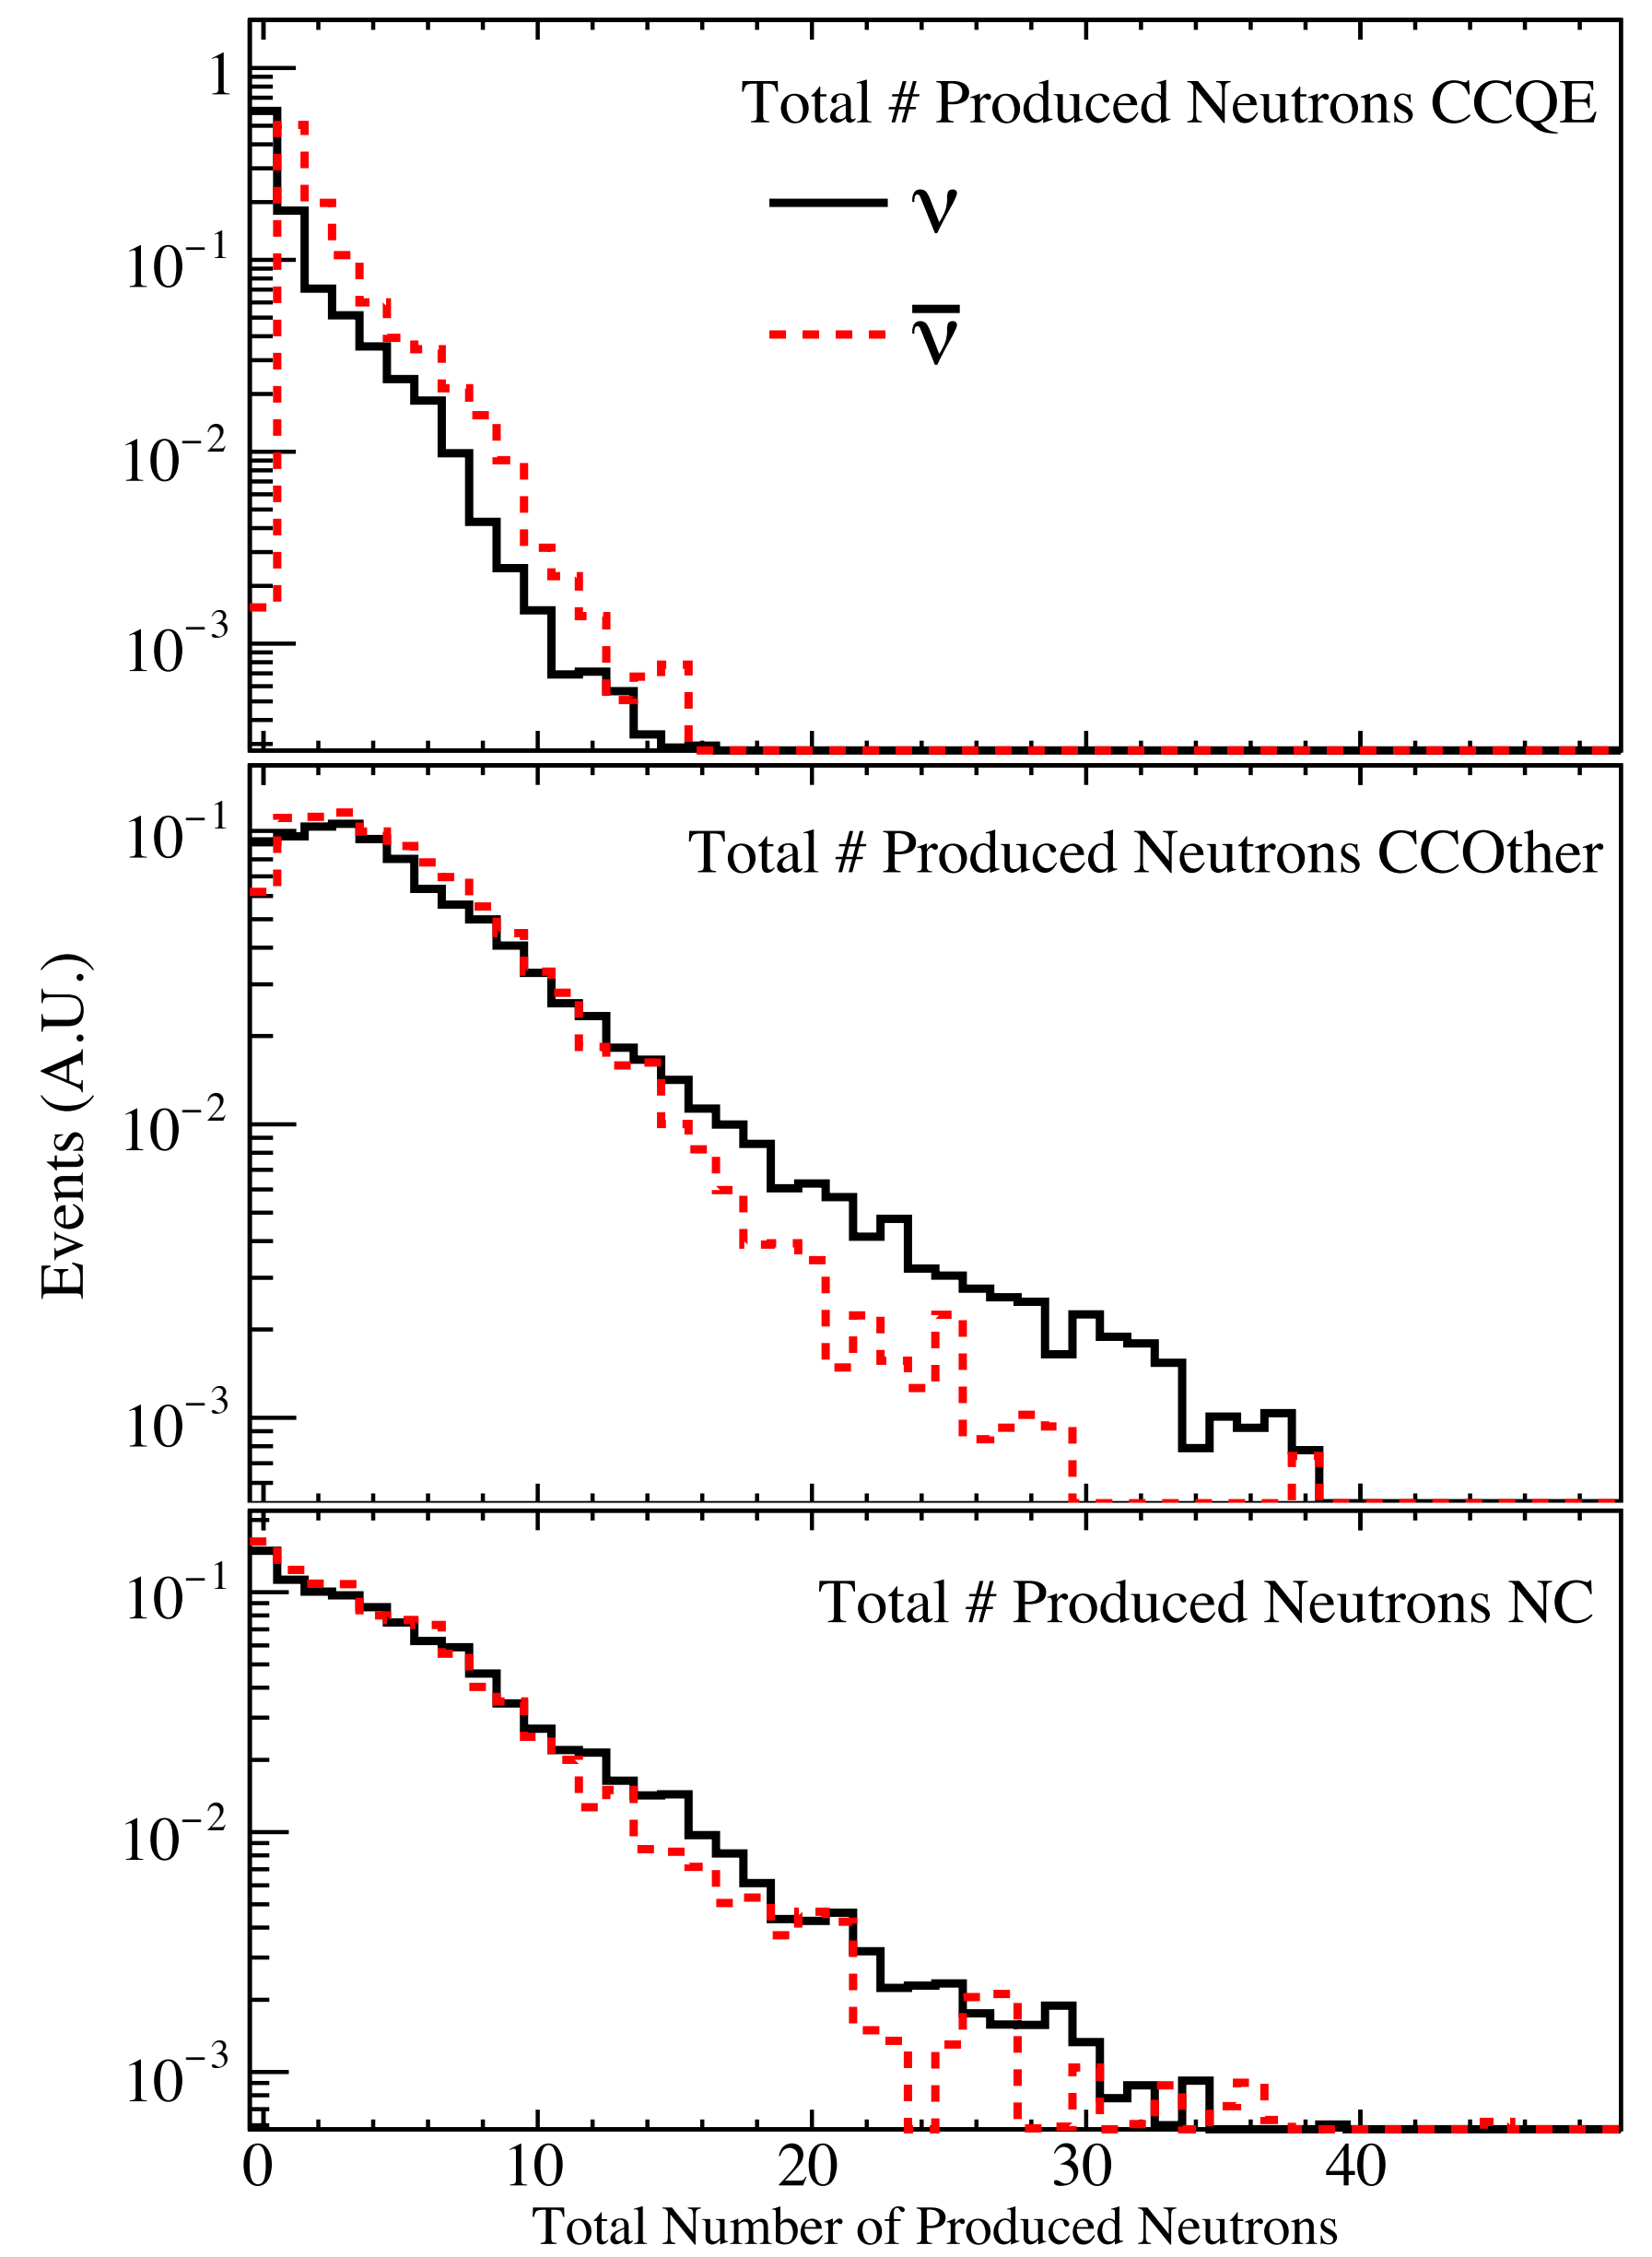 Total # Produced Neutrons CCQE
ν
ν̅
1
10⁻¹
10⁻²
10⁻³
Total # Produced Neutrons CCOther
10⁻¹
10⁻²
10⁻³
Events (A.U.)
Total # Produced Neutrons NC
10⁻¹
10⁻²
10⁻³
0 10 20 30 40
Total Number of Produced Neutrons